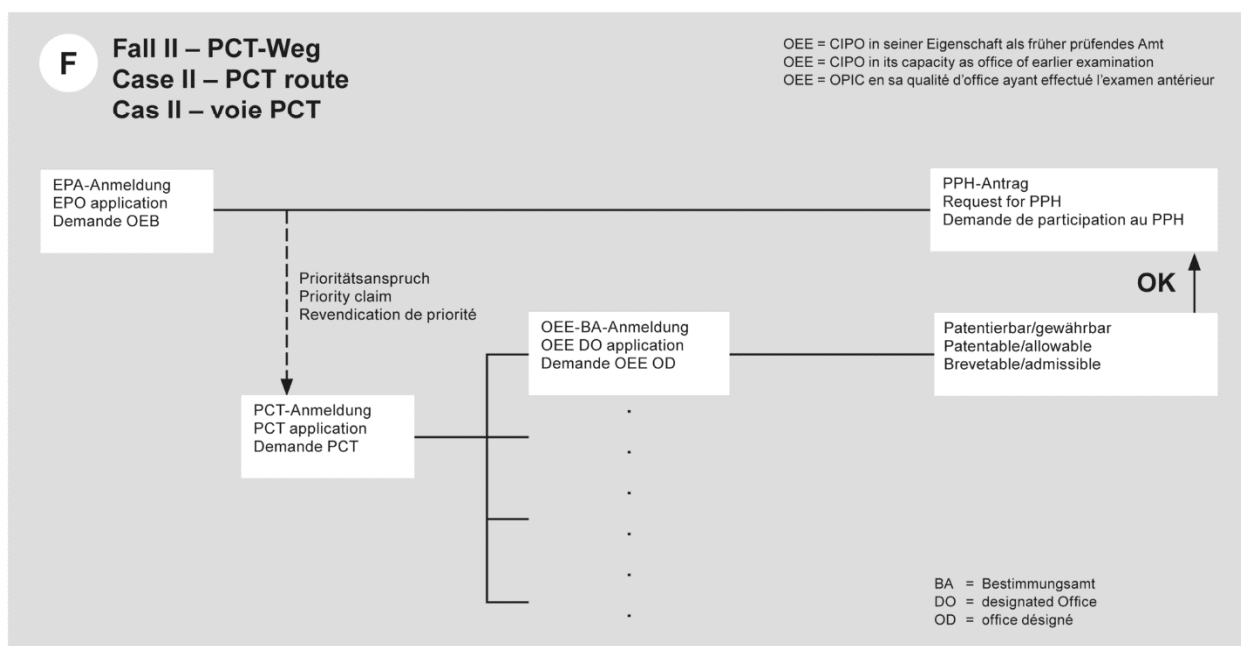 F
Fall II – PCT-Weg
Case II – PCT route
Cas II – voie PCT
OEE = CIPO in seiner Eigenschaft als früher prüfendes Amt
OEE = CIPO in its capacity as office of earlier examination
OEE = OPIC en sa qualité d'office ayant effectué l'examen antérieur
EPA-Anmeldung
EPO application
Demande OEB
PPH-Antrag
Request for PPH
Demande de participation au PPH
Prioritätsanspruch
Priority claim
Revendication de priorité
OK
OEE-BA-Anmeldung
OEE DO application
Demande OEE OD
Patentierbar/gewährbar
Patentable/allowable
Brevetable/admissible
PCT-Anmeldung
PCT application
Demande PCT
BA = Bestimmungsamt
DO = designated Office
OD = office désigné